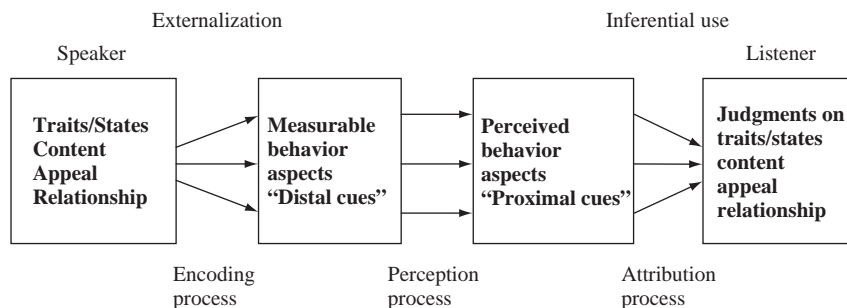 Externalization
Inferential use
Speaker
Listener
Traits/States
Content
Appeal
Relationship
Measurable
behavior
aspects
“Distal cues”
Perceived
behavior
aspects
“Proximal cues”
Judgments on
traits/states
content
appeal
relationship
Encoding
process
Perception
process
Attribution
process